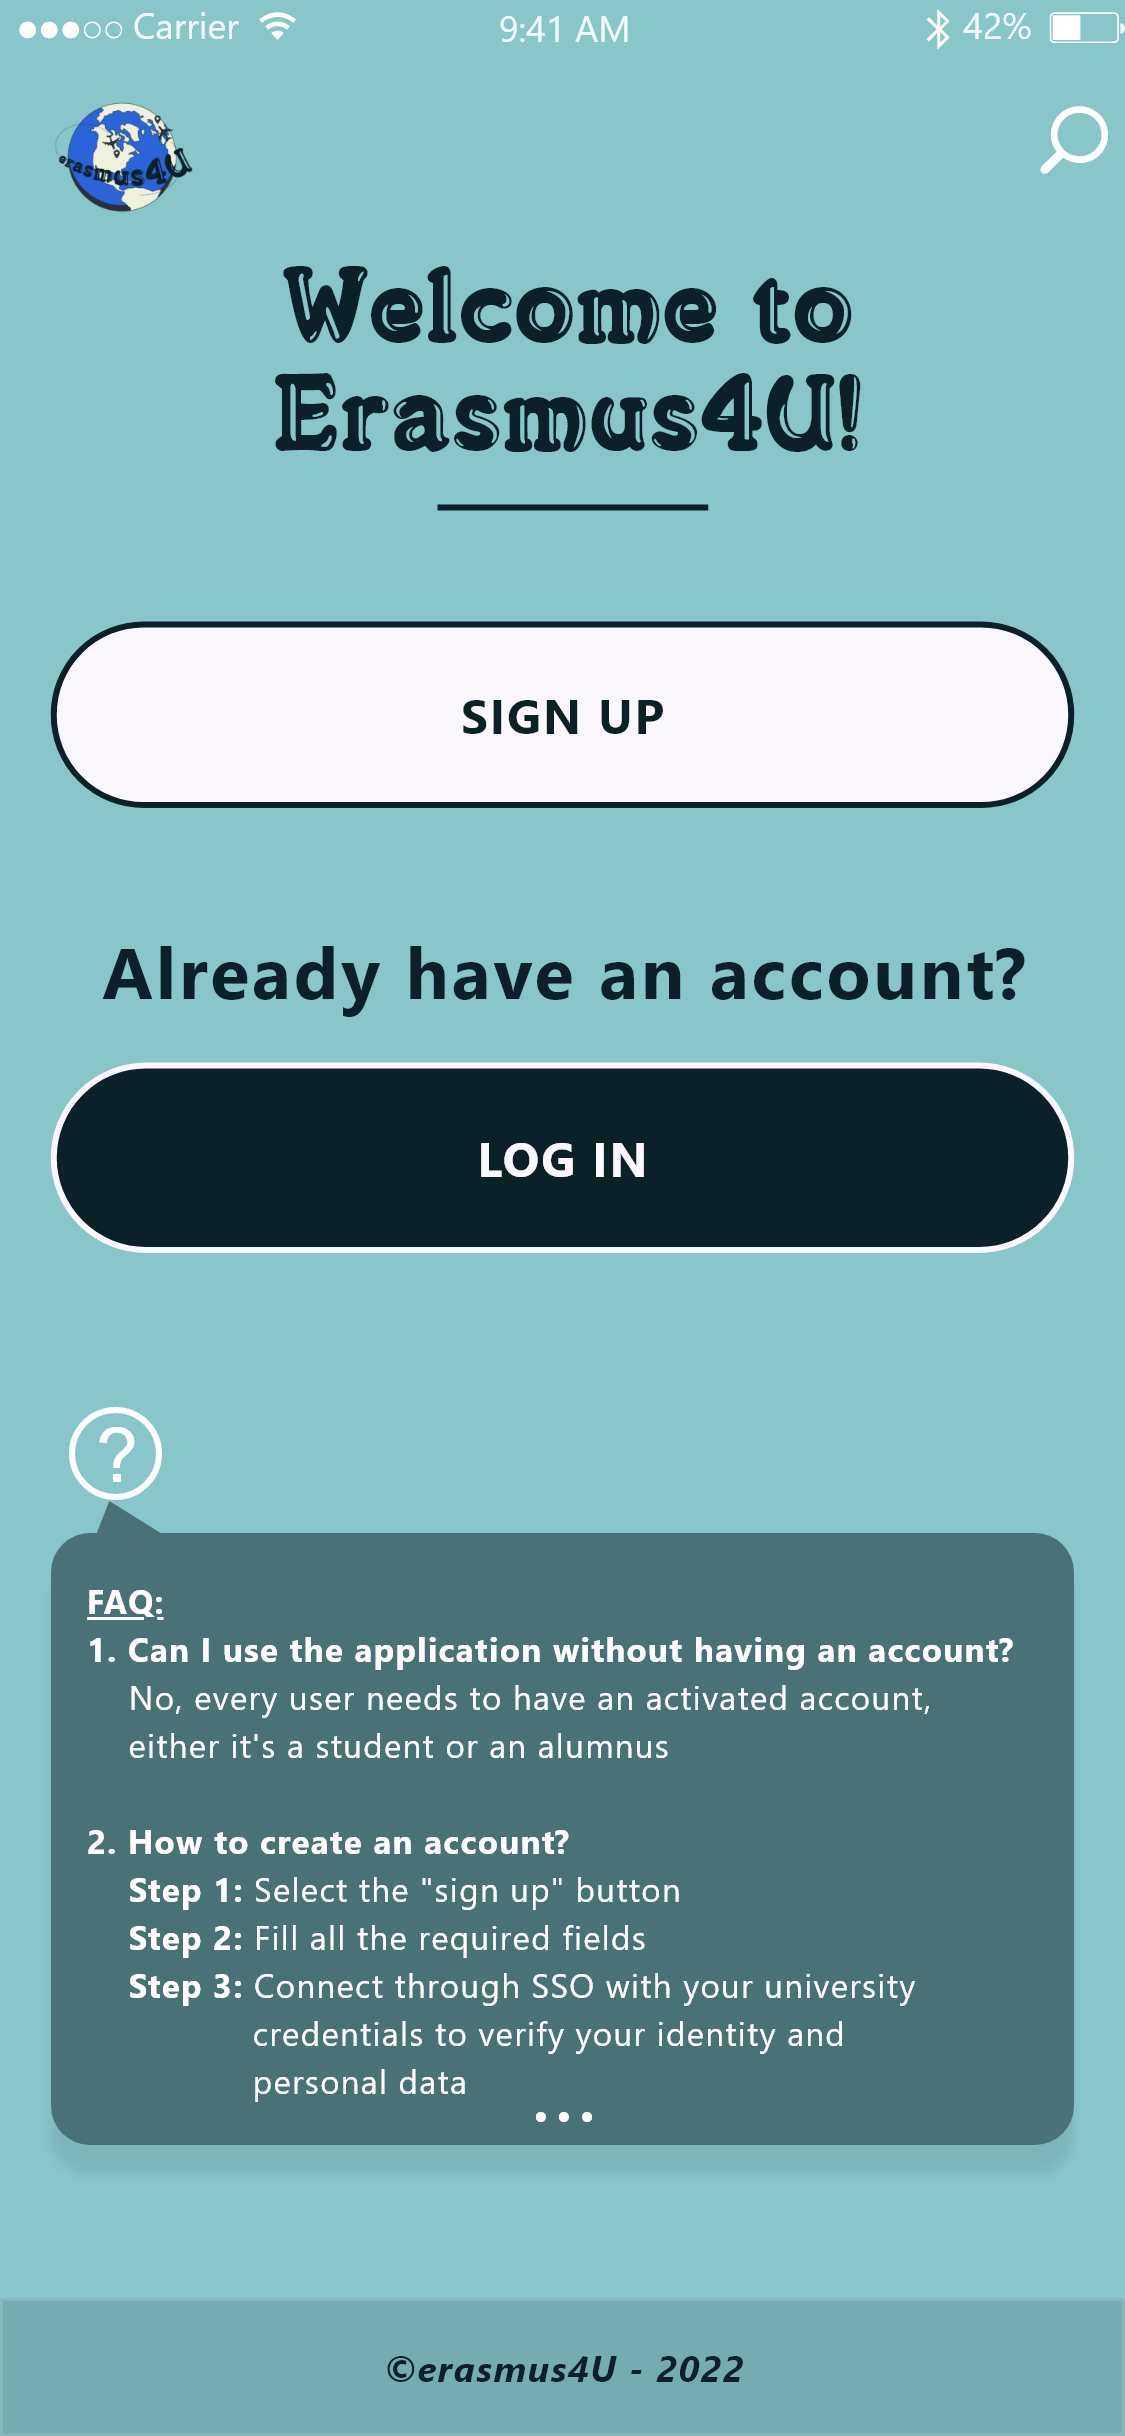 Carrier 9:41 AM 42%
erasmus4U
Welcome to
Erasmus4U!
SIGN UP
Already have an account?
LOG IN
?
FAQ:
1. Can I use the application without having an account?
No, every user needs to have an activated account,
either it's a student or an alumnus
2. How to create an account?
Step 1: Select the "sign up" button
Step 2: Fill all the required fields
Step 3: Connect through SSO with your university
credentials to verify your identity and
personal data
...
©erasmus4U - 2022